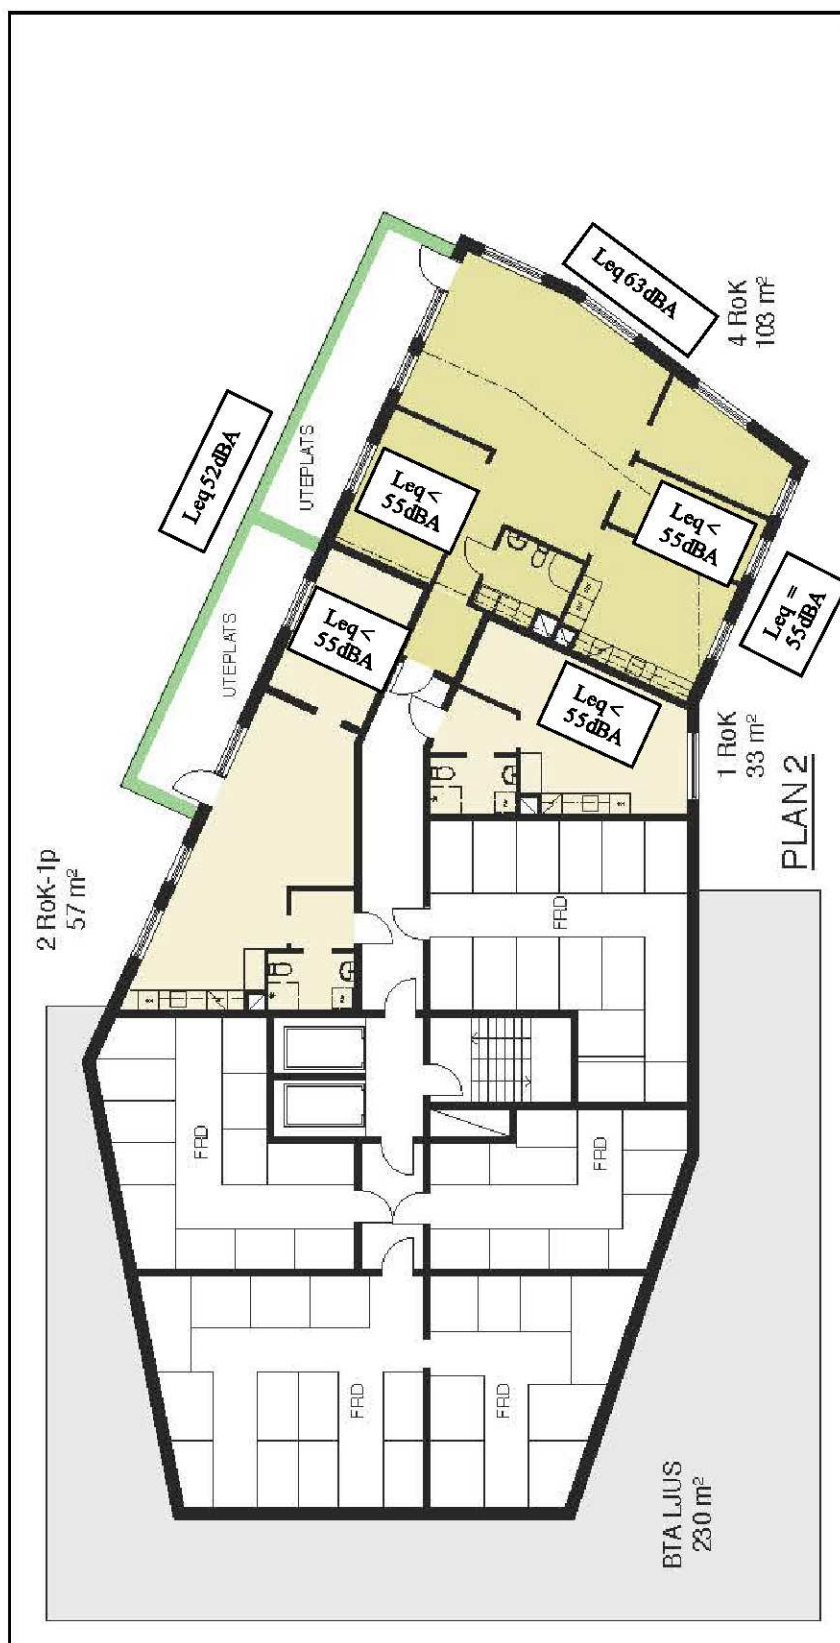 Leq 52dBA
UTEPLATS
UTEPLATS
Leq 63dBA
4 RoK
103 m²
Leq <
55dBA
Leq <
55dBA
Leq <
55dBA
Leq <
55dBA
Leq =
55dBA
2 RoK-1p
57 m²
1 RoK
33 m²
PLAN 2
FRD
FRD
FRD
FRD
FRD
BTA LJUS
230 m²